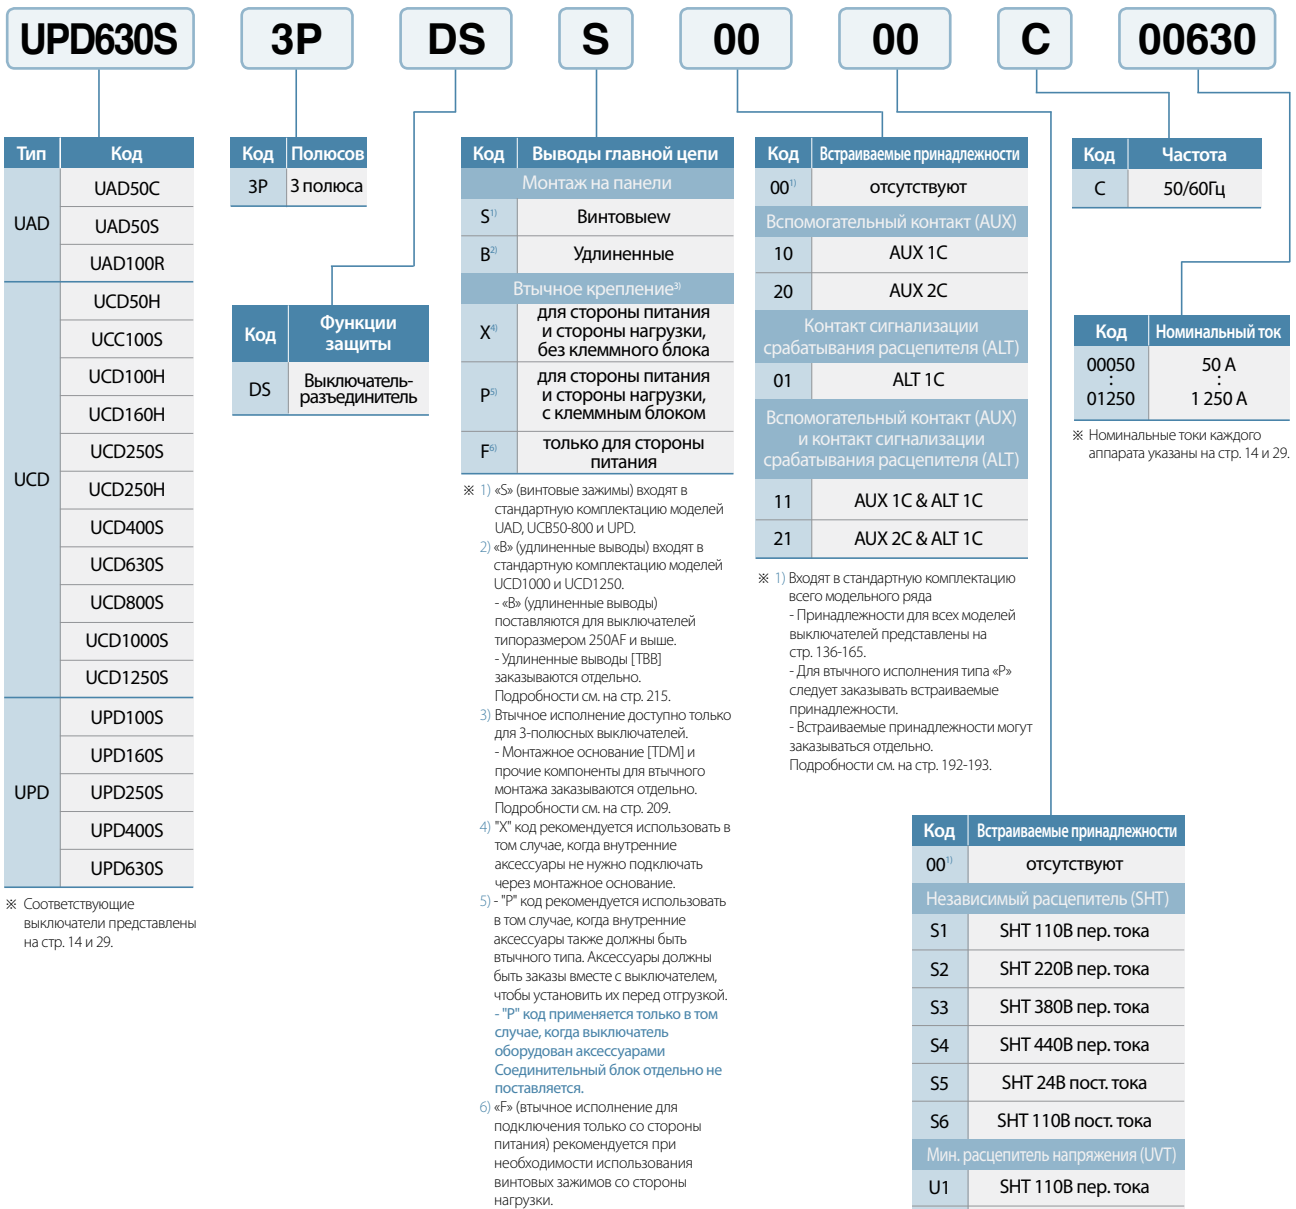 UPD630S 3P DS S 00 00 C 00630
Тип Код
UAD
UAD50C
UAD50S
UAD100R
UCD
UCD50H
UCC100S
UCD100H
UCD160H
UCD250S
UCD250H
UCD400S
UCD630S
UCD800S
UCD1000S
UCD1250S
UPD
UPD100S
UPD160S
UPD250S
UPD400S
UPD630S
※ Соответствующие
выключатели представлены
на стр. 14 и 29.
Код Полюсов
3P 3 полюса
Код Функции
защиты
DS Выключатель-
разъединитель
Код Выводы главной цепи
Монтаж на панели
S1) Винтовыеw
B2) Удлиненные
Втычное крепление3)
X4) для стороны питания
и стороны нагрузки,
без клеммного блока
P5) для стороны питания
и стороны нагрузки,
с клеммным блоком
F6) только для стороны
питания
※ 1) «S» (винтовые зажимы) входят в
стандартную комплектацию моделей
UAD, UCB50-800 и UPD.
2) «B» (удлиненные выводы) входят в
стандартную комплектацию моделей
UCD1000 и UCD1250.
- «B» (удлиненные выводы)
поставляются для выключателей
типоразмером 250AF и выше.
- Удлиненные выводы [TBB]
заказываются отдельно.
Подробности см. на стр. 215.
3) Втычное исполнение доступно только
для 3-полюсных выключателей.
- Монтажное основание [TDM] и
прочие компоненты для втычного
монтажа заказываются отдельно.
Подробности см. на стр. 209.
4) "X" код рекомендуется использовать в
том случае, когда внутренние
аксессуары не нужно подключать
через монтажное основание.
5) - "P" код рекомендуется использовать
в том случае, когда внутренние
аксессуары также должны быть
втычного типа. Аксессуары должны
быть заказы вместе с выключателем,
чтобы установить их перед отгрузкой.
- "P" код применяется только в том
случае, когда выключатель
оборудован аксессуарами
Соединительный блок отдельно не
поставляется.
6) «F» (втычное исполнение для
подключения только со стороны
питания) рекомендуется при
необходимости использования
винтовых зажимов со стороны
нагрузки.
Код Встраиваемые принадлежности
001) отсутствуют
Вспомогательный контакт (AUX)
10 AUX 1C
20 AUX 2C
Контакт сигнализации
срабатывания расцепителя (ALT)
01 ALT 1C
Вспомогательный контакт (AUX)
и контакт сигнализации
срабатывания расцепителя (ALT)
11 AUX 1C & ALT 1C
21 AUX 2C & ALT 1C
※ 1) Входят в стандартную комплектацию
всего модельного ряда
- Принадлежности для всех моделей
выключателей представлены на
стр. 136-165.
- Для втычного исполнения типа «P»
следует заказывать встраиваемые
принадлежности.
- Встраиваемые принадлежности могут
заказываться отдельно.
Подробности см. на стр. 192-193.
Код Встраиваемые принадлежности
001) отсутствуют
Независимый расцепитель (SHT)
S1 SHT 110В пер. тока
S2 SHT 220В пер. тока
S3 SHT 380В пер. тока
S4 SHT 440В пер. тока
S5 SHT 24В пост. тока
S6 SHT 110В пост. тока
Мин. расцепитель напряжения (UVT)
U1 SHT 110В пер. тока
Код Частота
C 50/60Гц
Код Номинальный ток
00050 50 А
: :
01250 1 250 А
※ Номинальные токи каждого
аппарата указаны на стр. 14 и 29.